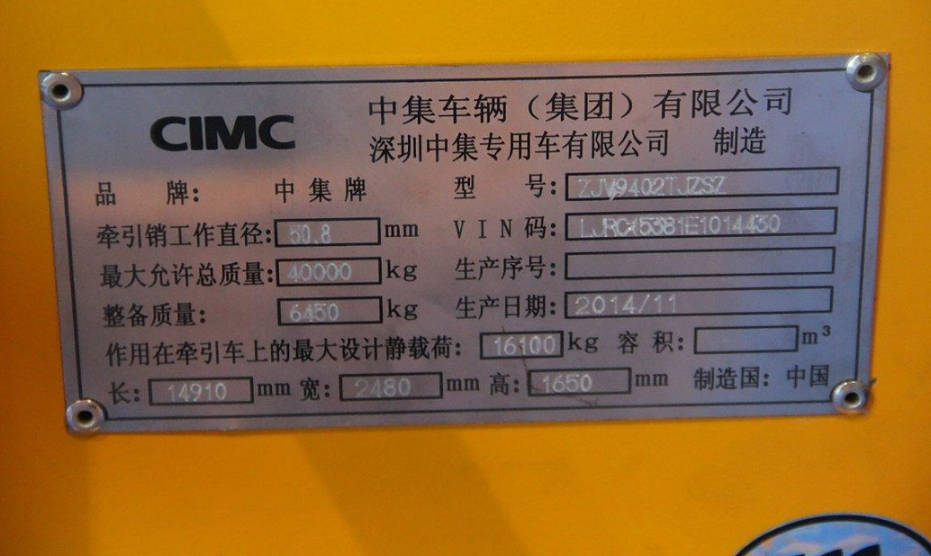 CIMC 中集车辆（集团）有限公司
深圳中集专用车有限公司 制造
品牌： 中集牌 型号：ZJV9402TJZSZ
牵引销工作直径：50.8 mm VIN码：
最大允许总质量：40000 kg 生产序号：
整备质量：6450 kg 生产日期：2014/11
作用在牵引车上的最大设计静载荷：16100 kg 容积： m³
长：14910 mm 宽：2480 mm 高：1650 mm 制造国：中国